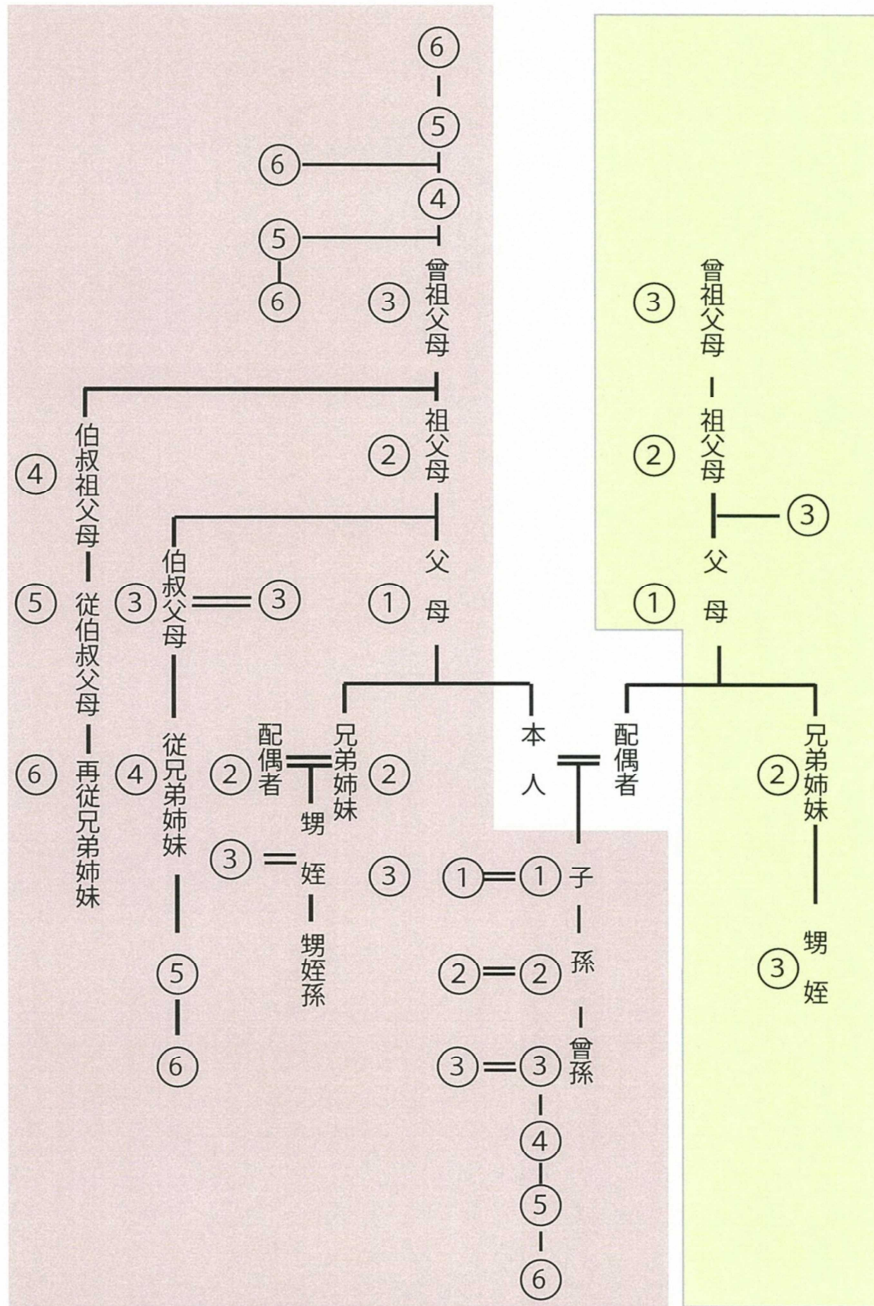 ⑥
⑤
⑥
④
⑤
⑥
③
曾祖父母
③
曾祖父母
②
祖父母
②
祖父母
③
④
伯叔祖父母
⑤
従伯叔父母
⑥
再従兄弟姉妹
③
伯叔父母
③
④
従兄弟姉妹
⑤
⑥
①
父母
①
父母
②
配偶者
兄弟姉妹
②
本人
配偶者
②
兄弟姉妹
③
甥姪
③
甥姪孫
①
①
子
②
②
孫
③
③
曾孫
④
⑤
⑥
③
甥姪